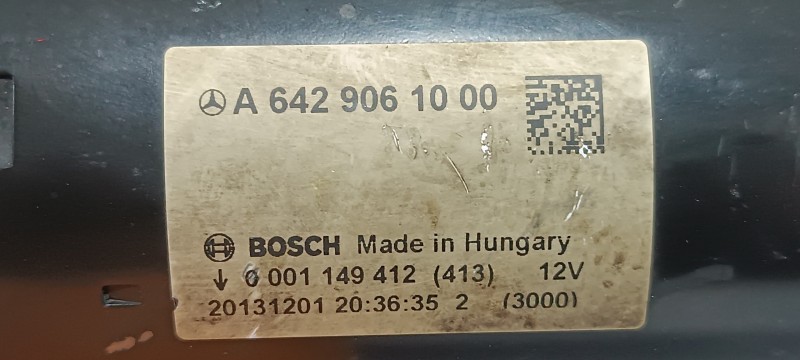 A 642 906 10 00
BOSCH Made in Hungary
↓ 0 001 149 412 (413) 12V
20131201 20:36:35 2 (3000)